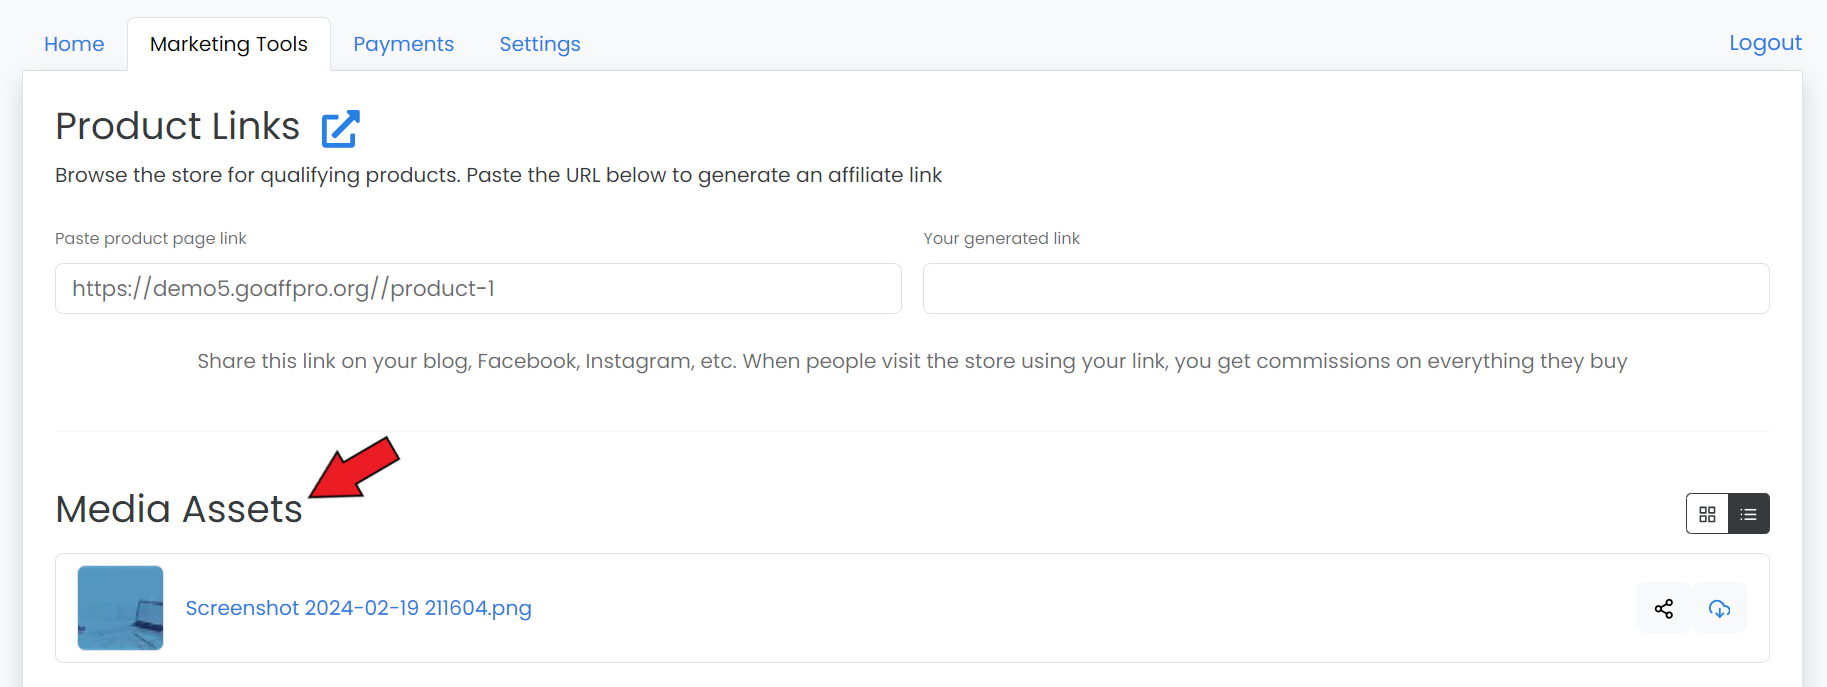 Home Marketing Tools Payments Settings Logout
Product Links
Browse the store for qualifying products. Paste the URL below to generate an affiliate link
Paste product page link Your generated link
https://demo5.goaffpro.org//product-1
Share this link on your blog, Facebook, Instagram, etc. When people visit the store using your link, you get commissions on everything they buy
Media Assets
Screenshot 2024-02-19 211604.png